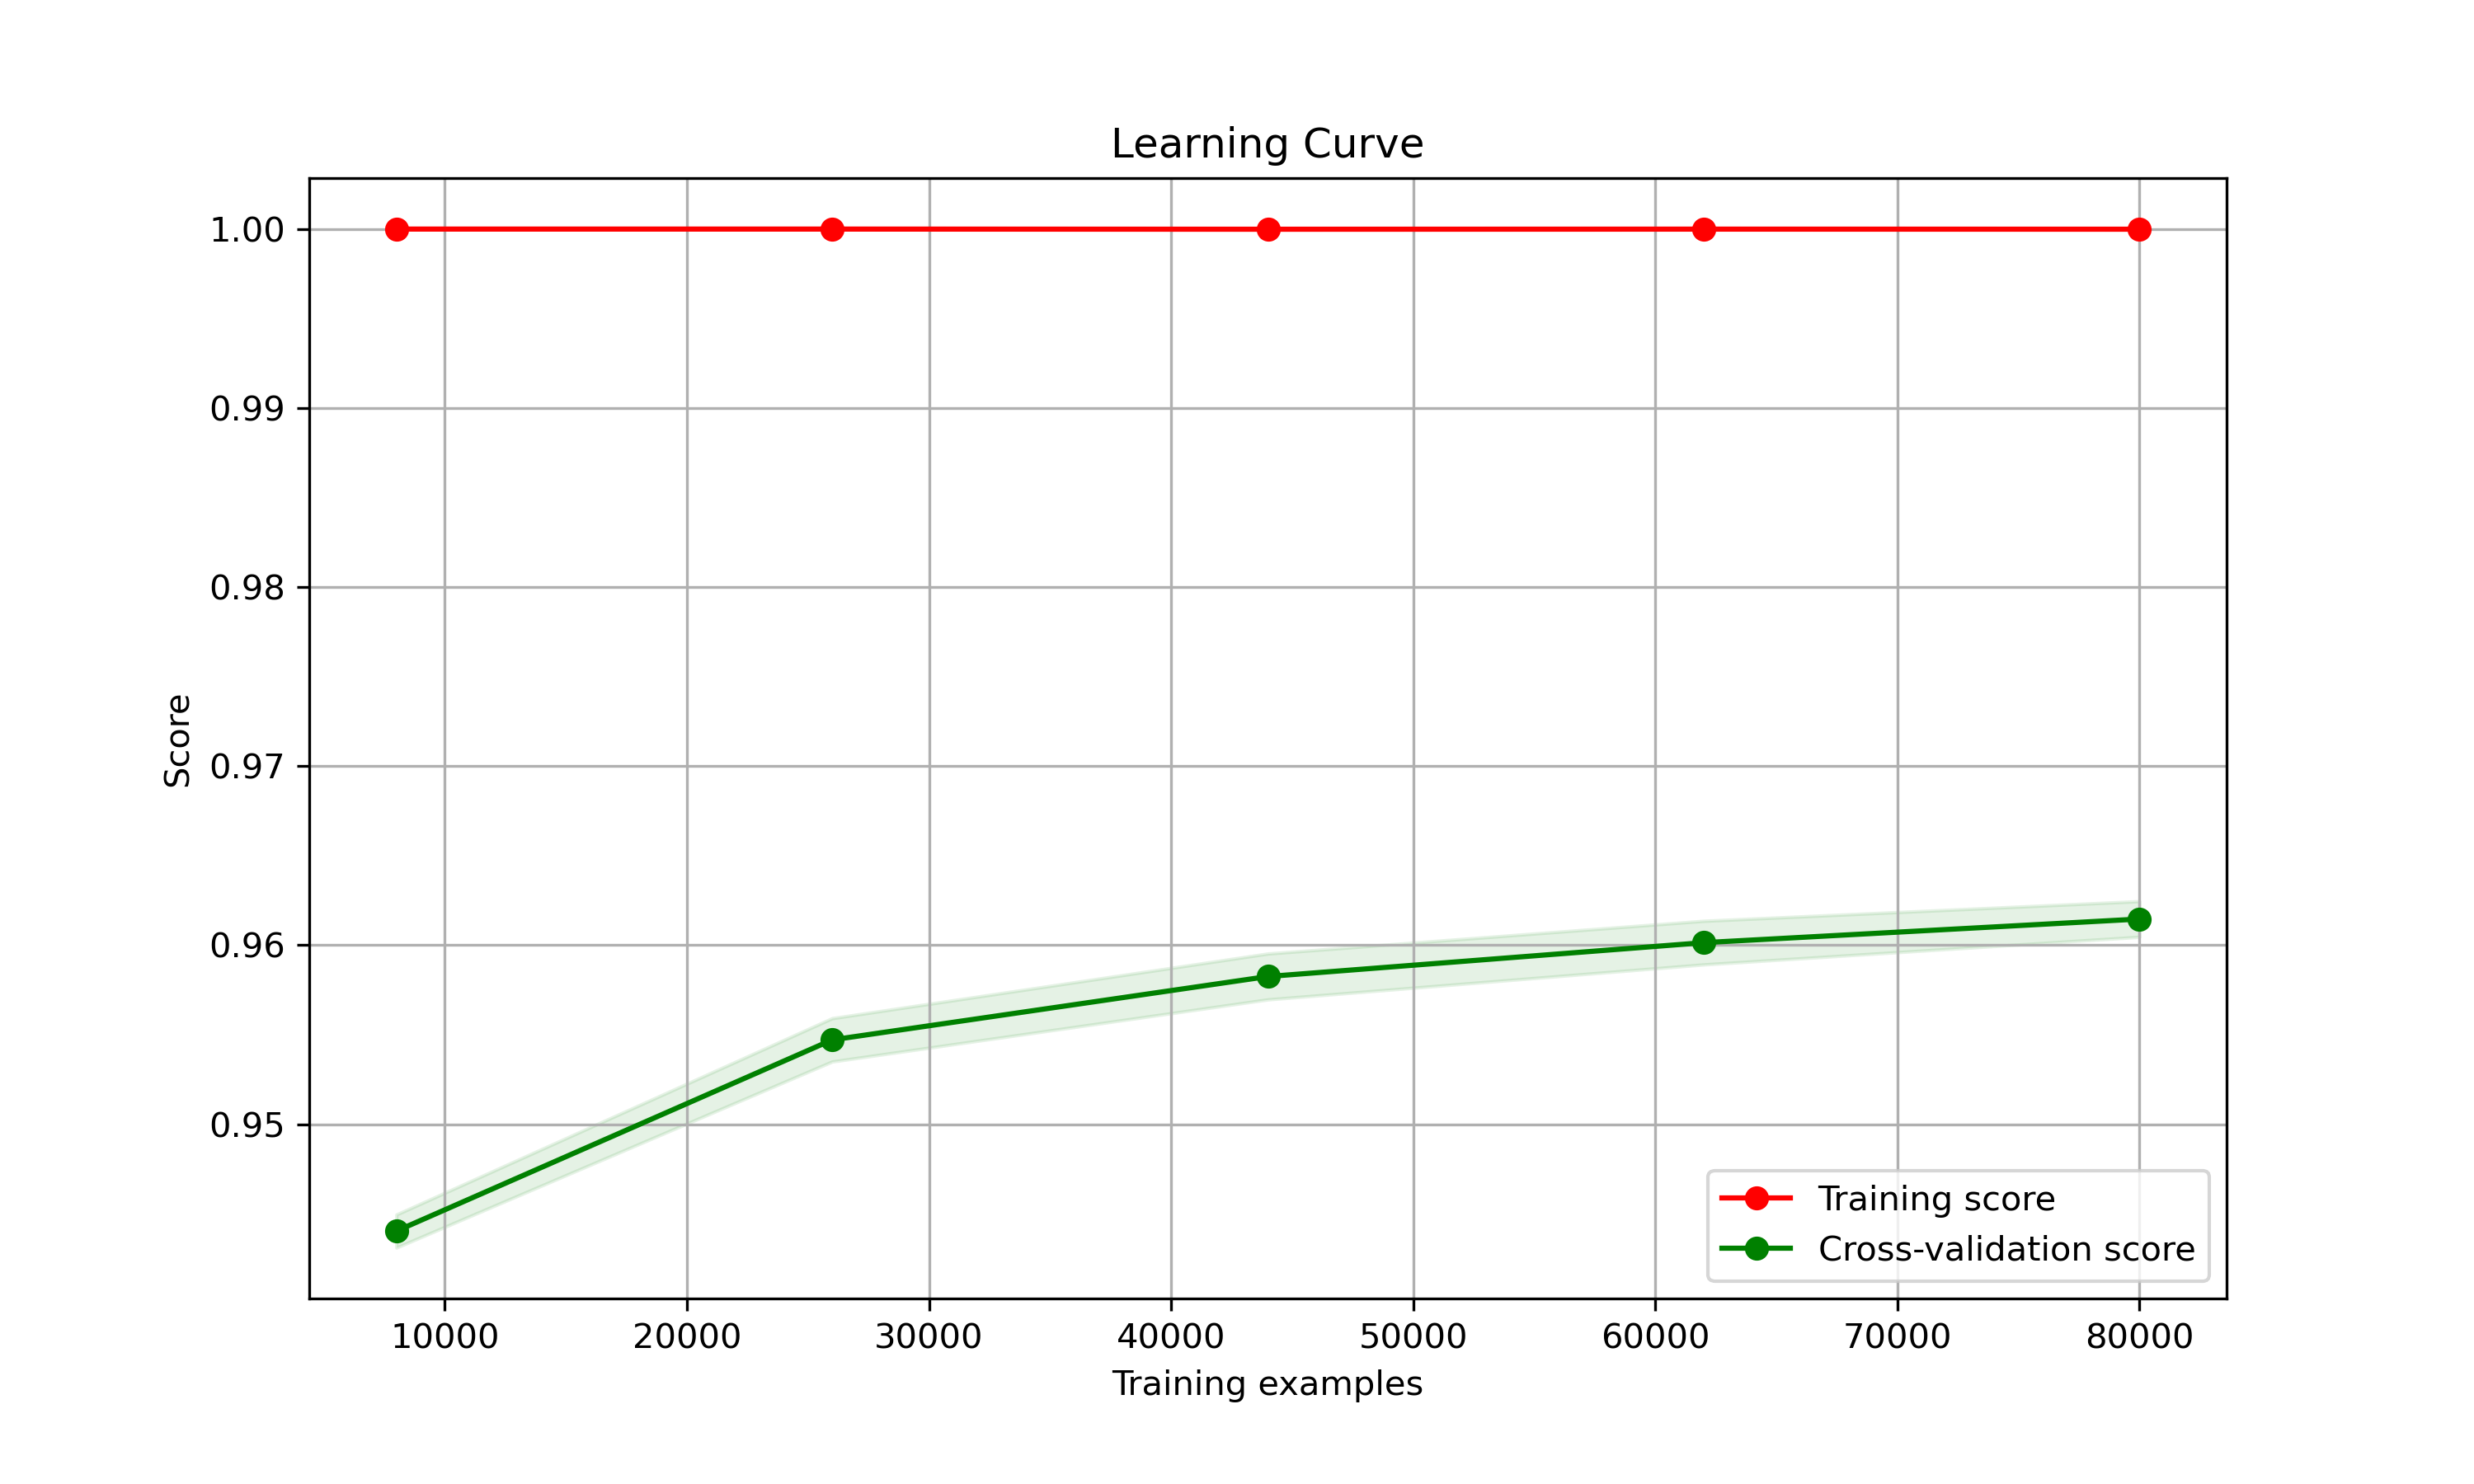 Learning Curve
1.00
0.99
0.98
0.97
0.96
0.95
Score
10000 20000 30000 40000 50000 60000 70000 80000
Training examples
Training score
Cross-validation score